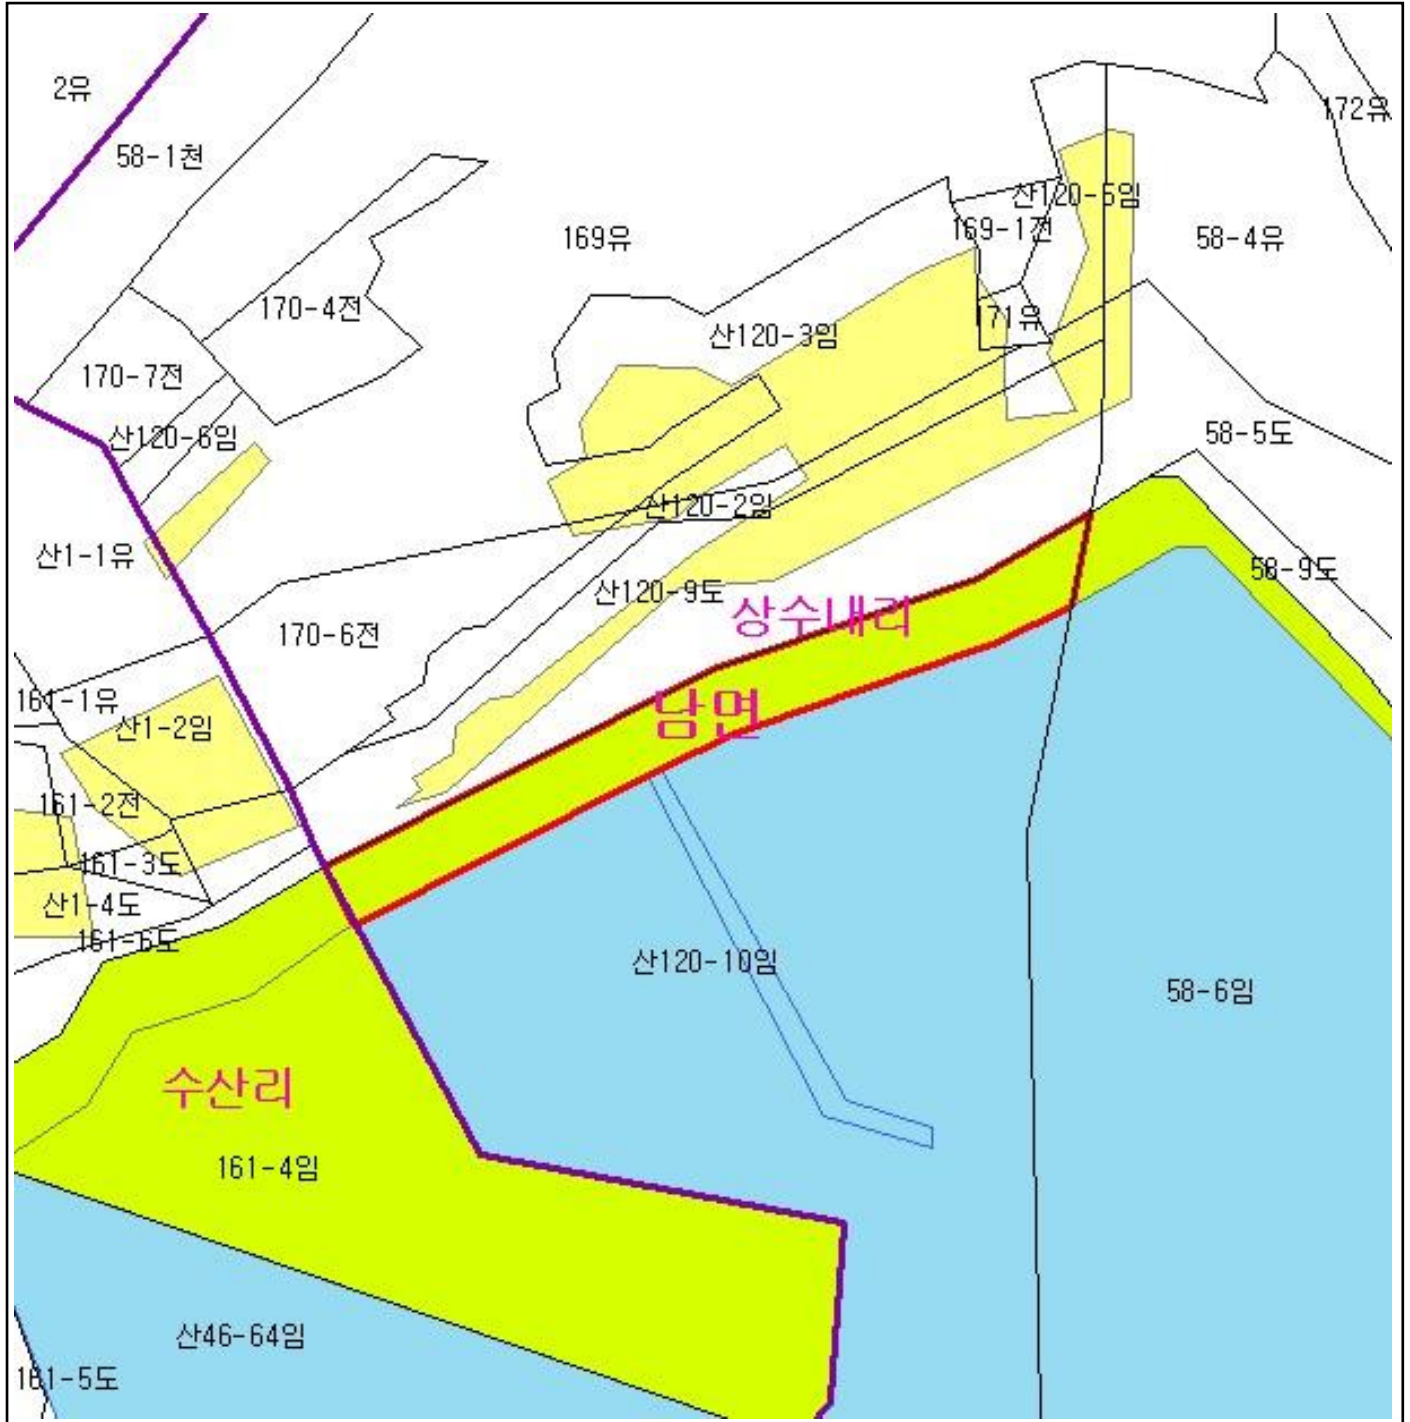 2유
172유
58-1천
산120-5임
169-1전
169유
58-4유
170-4전
171유
산120-3임
170-7전
산120-6임
58-5도
산120-2임
산1-1유
58-9도
산120-9도
상수내리
170-6전
161-1유
남면
산1-2임
161-2전
161-3도
산1-4도
161-6도
산120-10임
58-6임
수산리
161-4임
산46-64임
161-5도